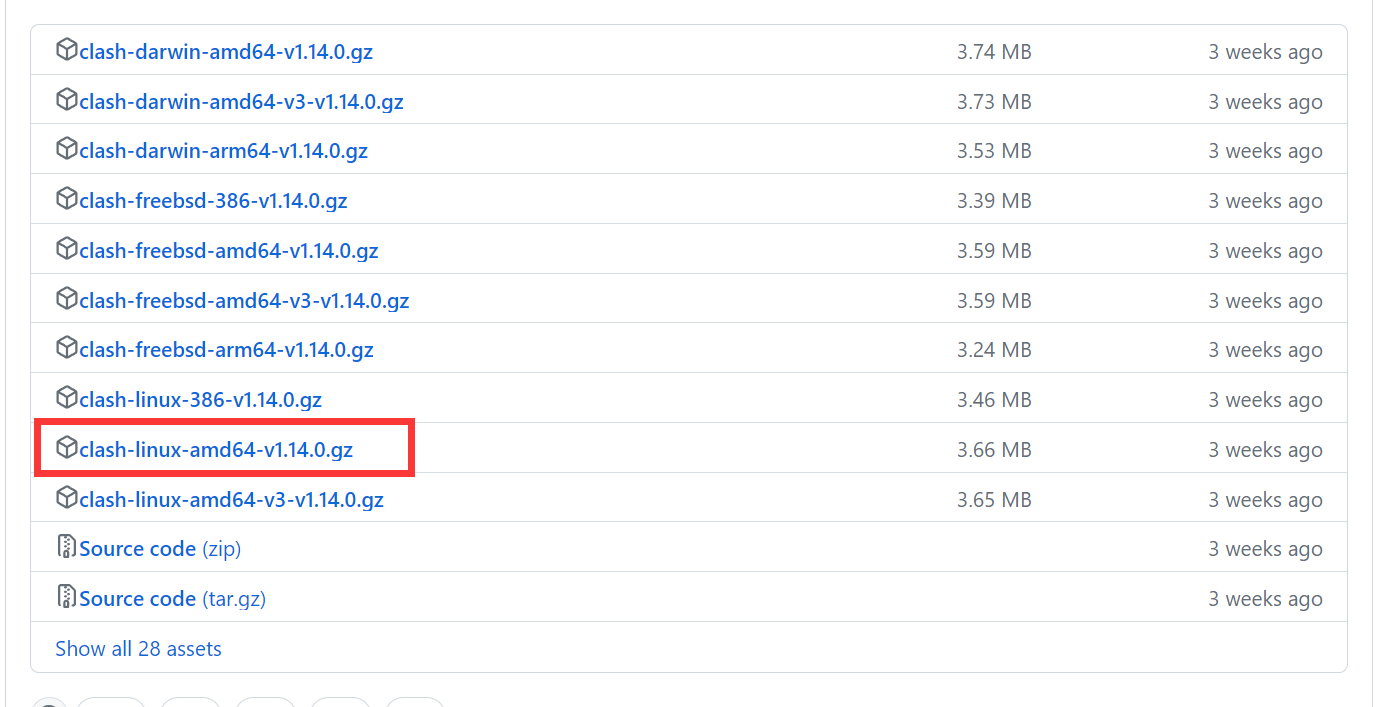 clash-darwin-amd64-v1.14.0.gz 3.74 MB 3 weeks ago
clash-darwin-amd64-v3-v1.14.0.gz 3.73 MB 3 weeks ago
clash-darwin-arm64-v1.14.0.gz 3.53 MB 3 weeks ago
clash-freebsd-386-v1.14.0.gz 3.39 MB 3 weeks ago
clash-freebsd-amd64-v1.14.0.gz 3.59 MB 3 weeks ago
clash-freebsd-amd64-v3-v1.14.0.gz 3.59 MB 3 weeks ago
clash-freebsd-arm64-v1.14.0.gz 3.24 MB 3 weeks ago
clash-linux-386-v1.14.0.gz 3.46 MB 3 weeks ago
clash-linux-amd64-v1.14.0.gz 3.66 MB 3 weeks ago
clash-linux-amd64-v3-v1.14.0.gz 3.65 MB 3 weeks ago
Source code (zip) 3 weeks ago
Source code (tar.gz) 3 weeks ago
Show all 28 assets